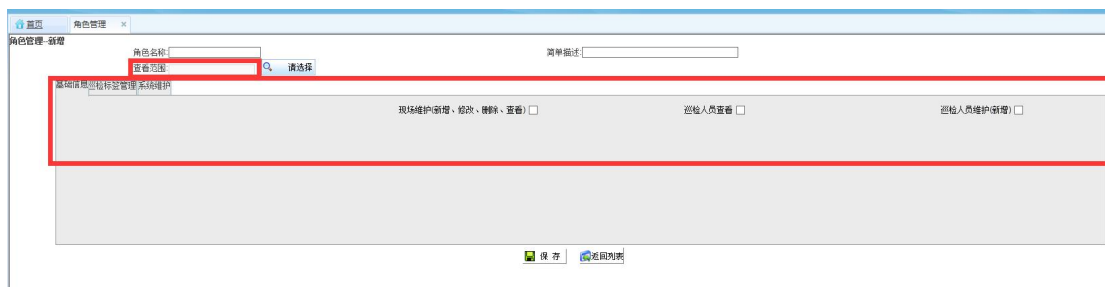 首页 角色管理 ×
角色管理--新增
角色名称: 简单描述:
查看范围 请选择
基础信息 巡检标签管理 系统维护
现场维护(新增、修改、删除、查看) 巡检人员查看 巡检人员维护(新增)
保 存 返回列表